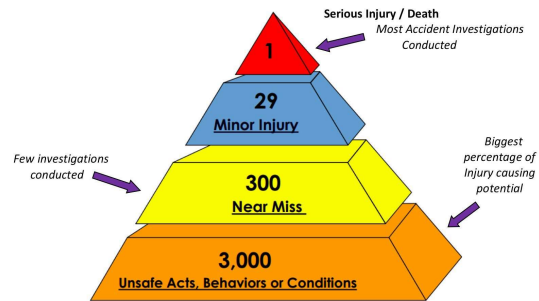 Serious Injury / Death
Most Accident Investigations
Conducted
1
29
Minor Injury
Biggest
percentage of
Injury causing
potential
Few investigations
conducted
300
Near Miss
3,000
Unsafe Acts, Behaviors or Conditions